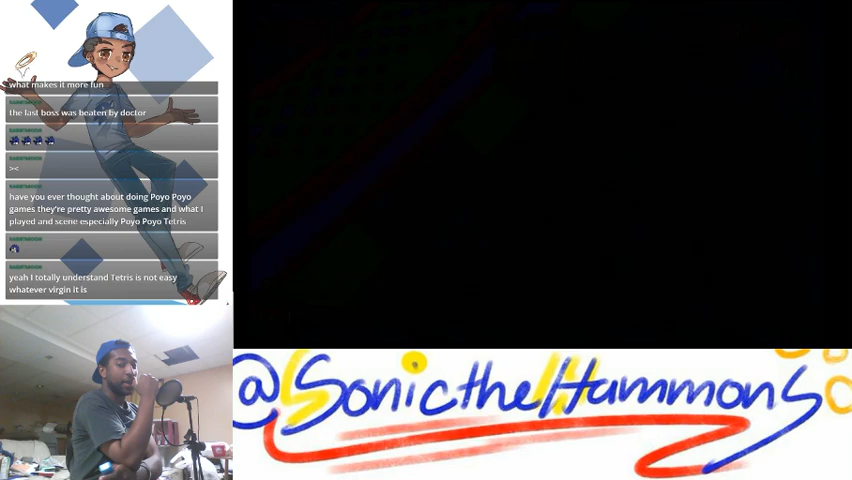 what makes it more fun
the last boss was beaten by doctor
><
have you ever thought about doing Poyo Poyo
games they're pretty awesome games and what I
played and scene especially Poyo Poyo Tetris
yeah I totally understand Tetris is not easy
whatever virgin it is
@SonictheHammons